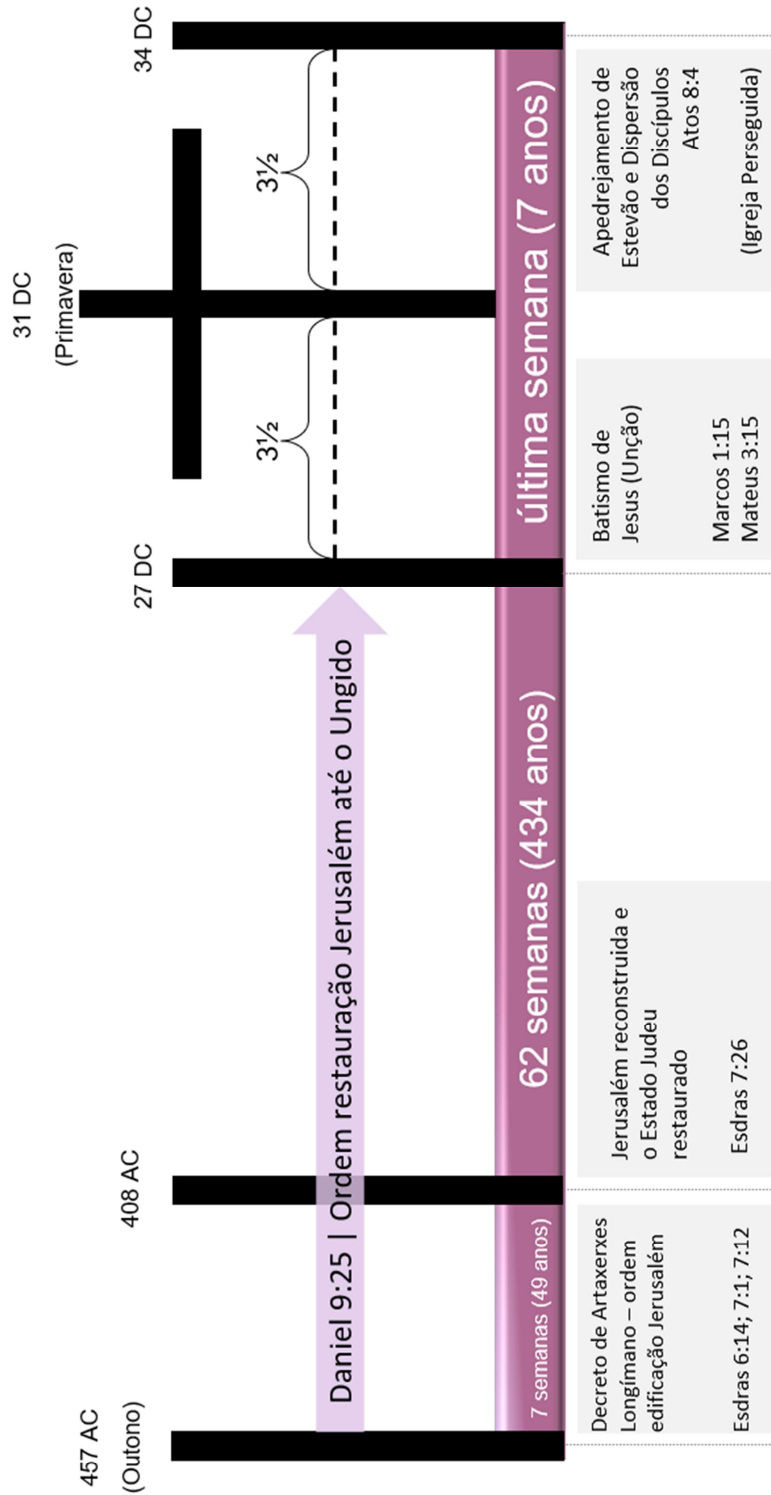 457 AC
(Outono)
408 AC
27 DC
31 DC
(Primavera)
34 DC
3½
3½
Daniel 9:25 | Ordem restauração Jerusalém até o Ungido
7 semanas (49 anos)
62 semanas (434 anos)
última semana (7 anos)
Decreto de Artaxerxes
Longímano – ordem
edificação Jerusalém
Esdras 6:14; 7:1; 7:12
Jerusalém reconstruida e
o Estado Judeu
restaurado
Esdras 7:26
Batismo de
Jesus (Unção)
Marcos 1:15
Mateus 3:15
Apedrejamento de
Estevão e Dispersão
dos Discípulos
Atos 8:4
(Igreja Perseguida)